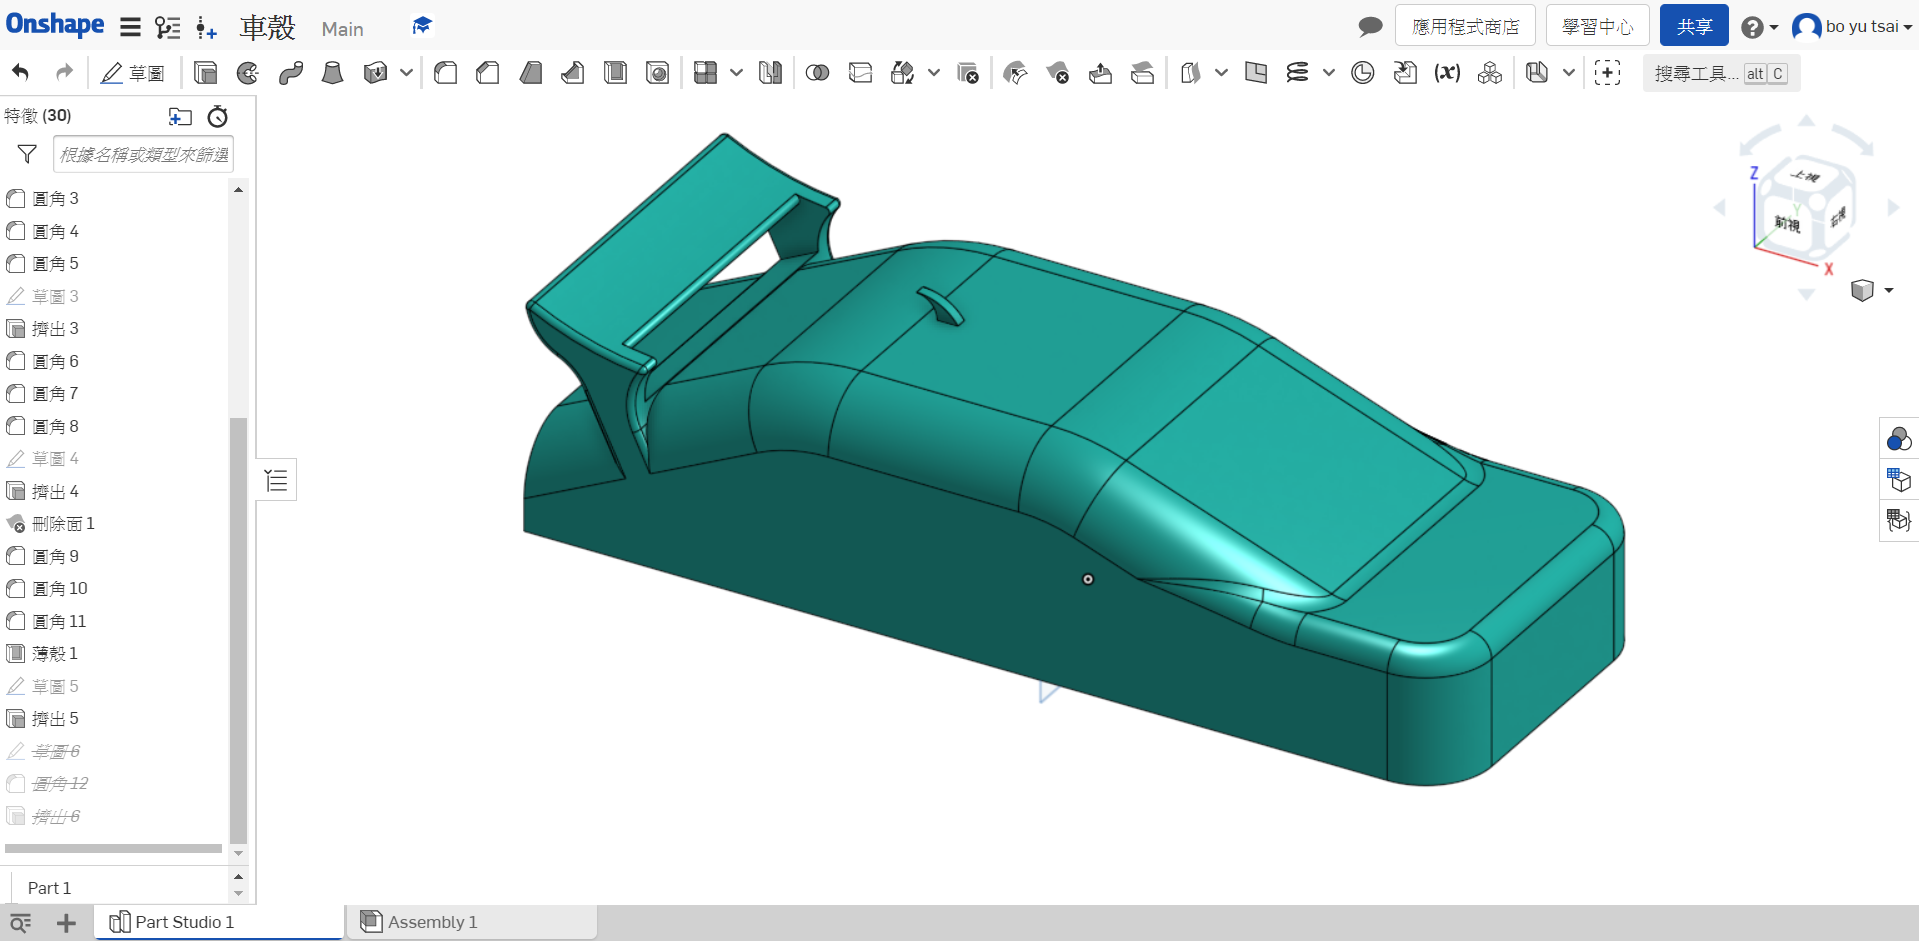 Onshape
車殼 Main
應用程式商店
學習中心
共享
bo yu tsai
草圖
搜尋工具... alt C
特徵 (30)
根據名稱或類型來篩選
圓角 3
圓角 4
圓角 5
草圖 3
擠出 3
圓角 6
圓角 7
圓角 8
草圖 4
擠出 4
刪除面 1
圓角 9
圓角 10
圓角 11
薄殼 1
草圖 5
擠出 5
草圖 6
圓角 12
擠出 6
Part 1
Part Studio 1
Assembly 1
Z
上視
Y
前視
右視
X
(x)